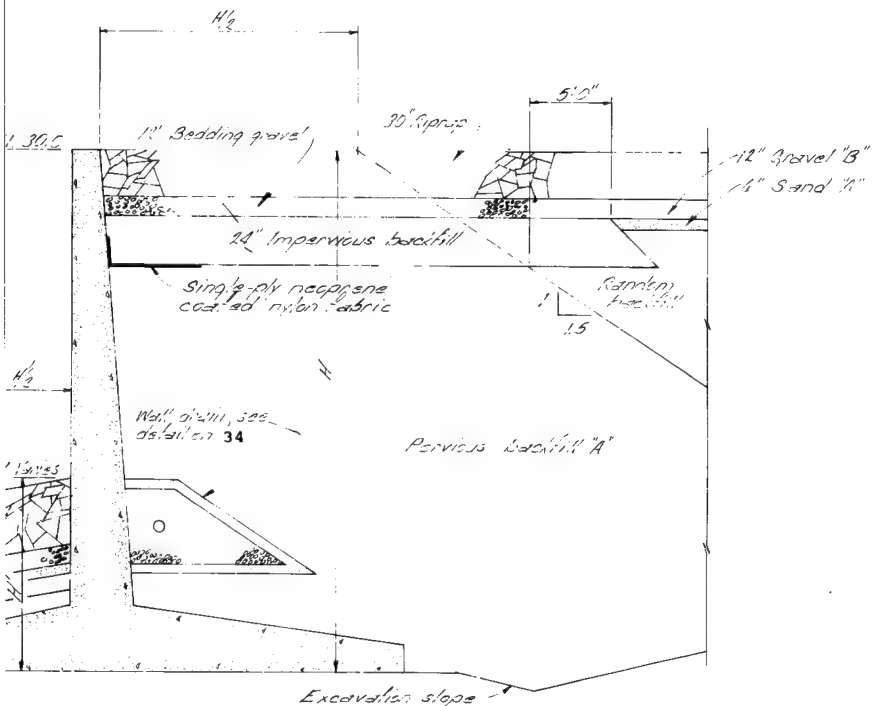 H/2
5'0"
30" Riprap
12" Bedding gravel
12" Gravel "B"
Sand
24" Impervious backfill
Single-ply neoprene
coated nylon fabric
Random
backfill
1
1.5
H
H/2
Wall drain, see
detail on 34
Pervious backfill "A"
Varies
H'
Excavation slope